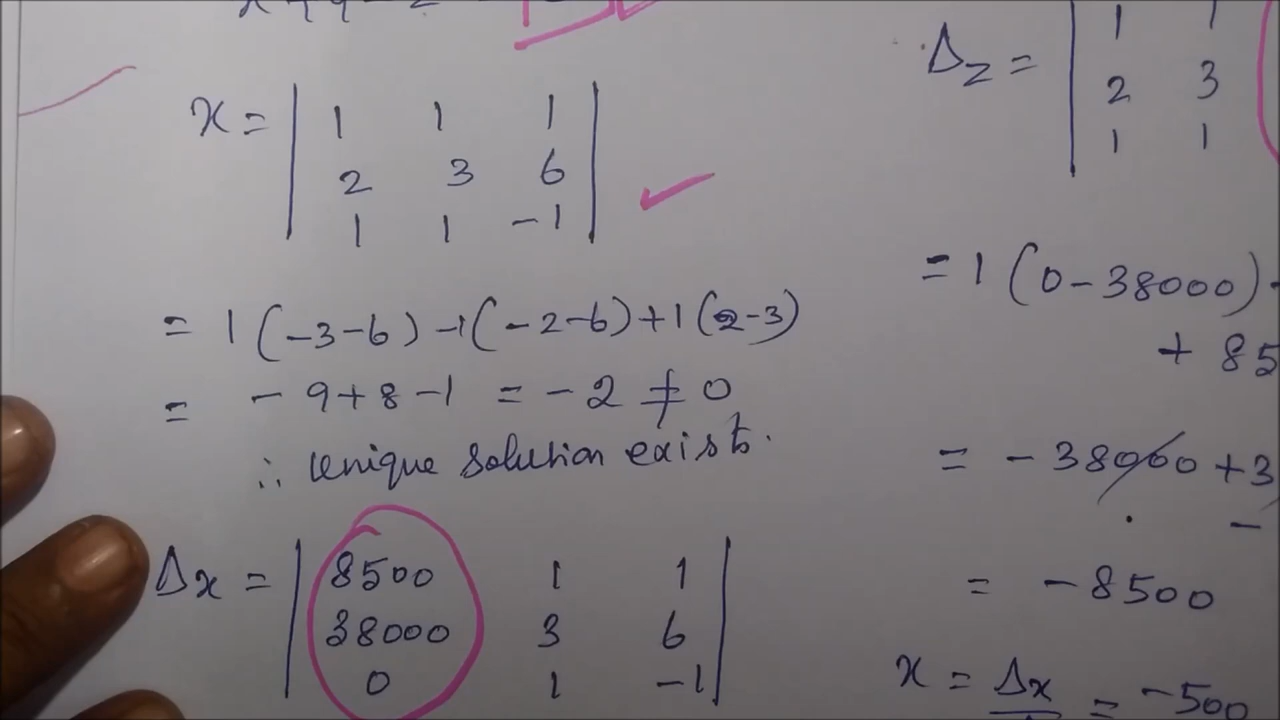 x = | 1 1 1 |
| 2 3 6 |
| 1 1 -1 |
= 1 (-3-6) -1 (-2-6) +1 (2-3)
= -9+8-1 = -2 ≠ 0
∴ unique solution exists.
Δx = | 8500 1 1 |
| 38000 3 6 |
| 0 1 -1 |
Δz = | 1 1
| 2 3
| 1 1
= 1 (0-38000)
+ 85
= -38000 +3
-
= -8500
x = Δx = -500